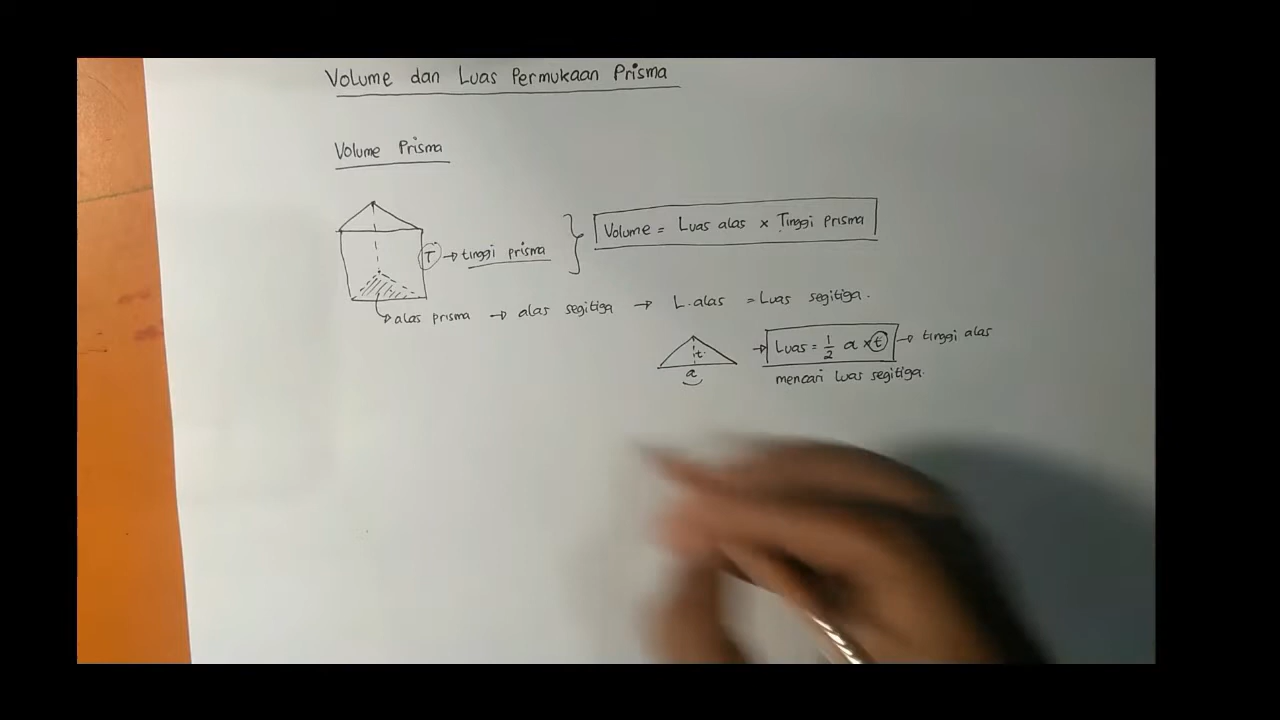 Volume dan Luas Permukaan Prisma
Volume Prisma
T → tinggi prisma } Volume = Luas alas × Tinggi prisma
alas prisma → alas segitiga → L.alas = Luas segitiga.
t. → Luas = 1/2 a × t → tinggi alas
a mencari luas segitiga.